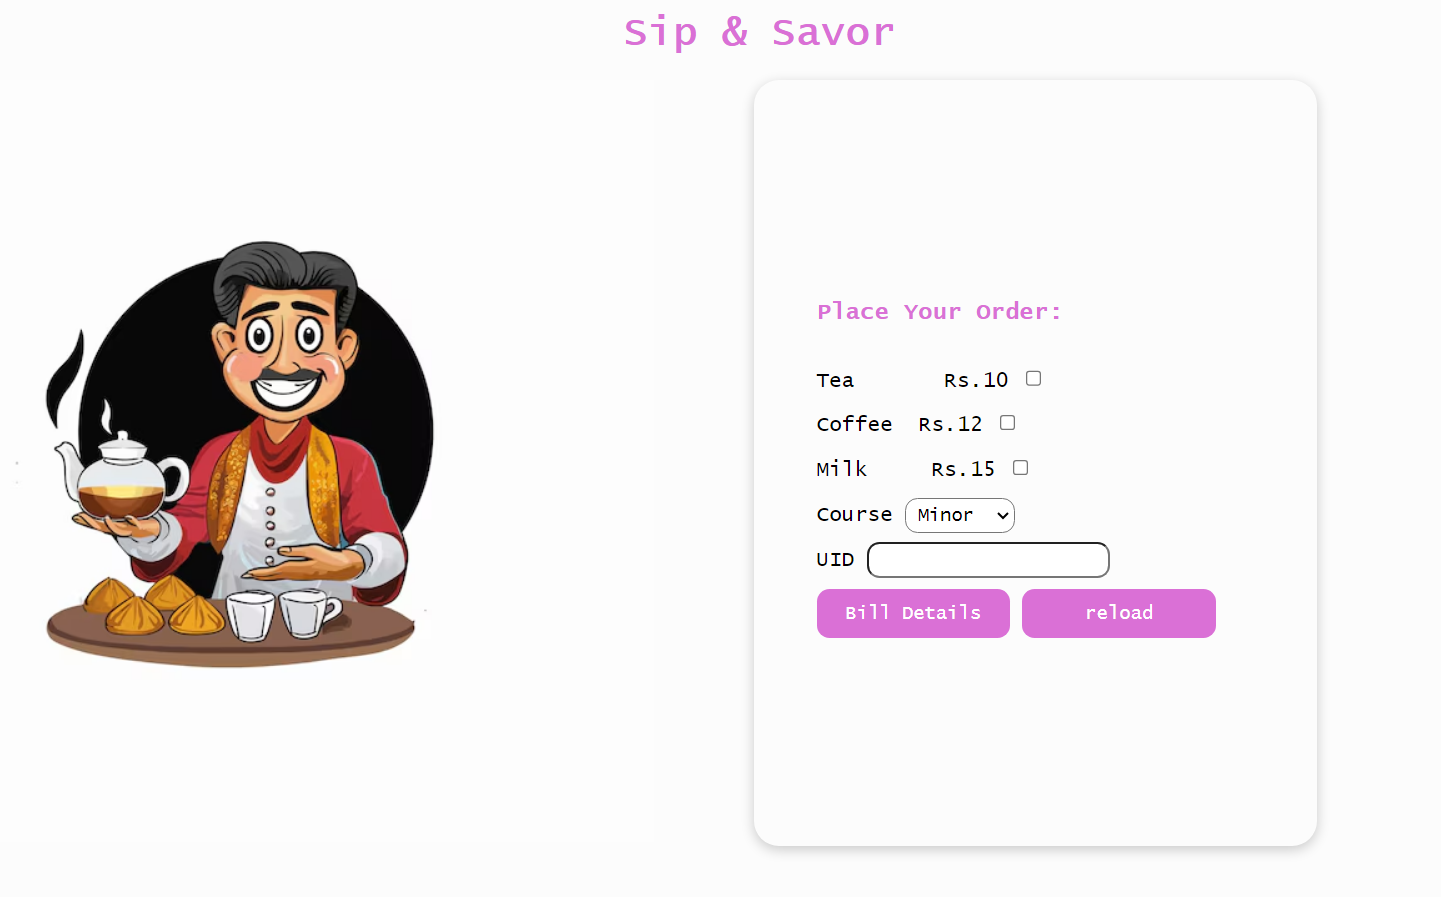 Sip & Savor
Place Your Order:
Tea Rs.10
Coffee Rs.12
Milk Rs.15
Course Minor
UID
Bill Details reload